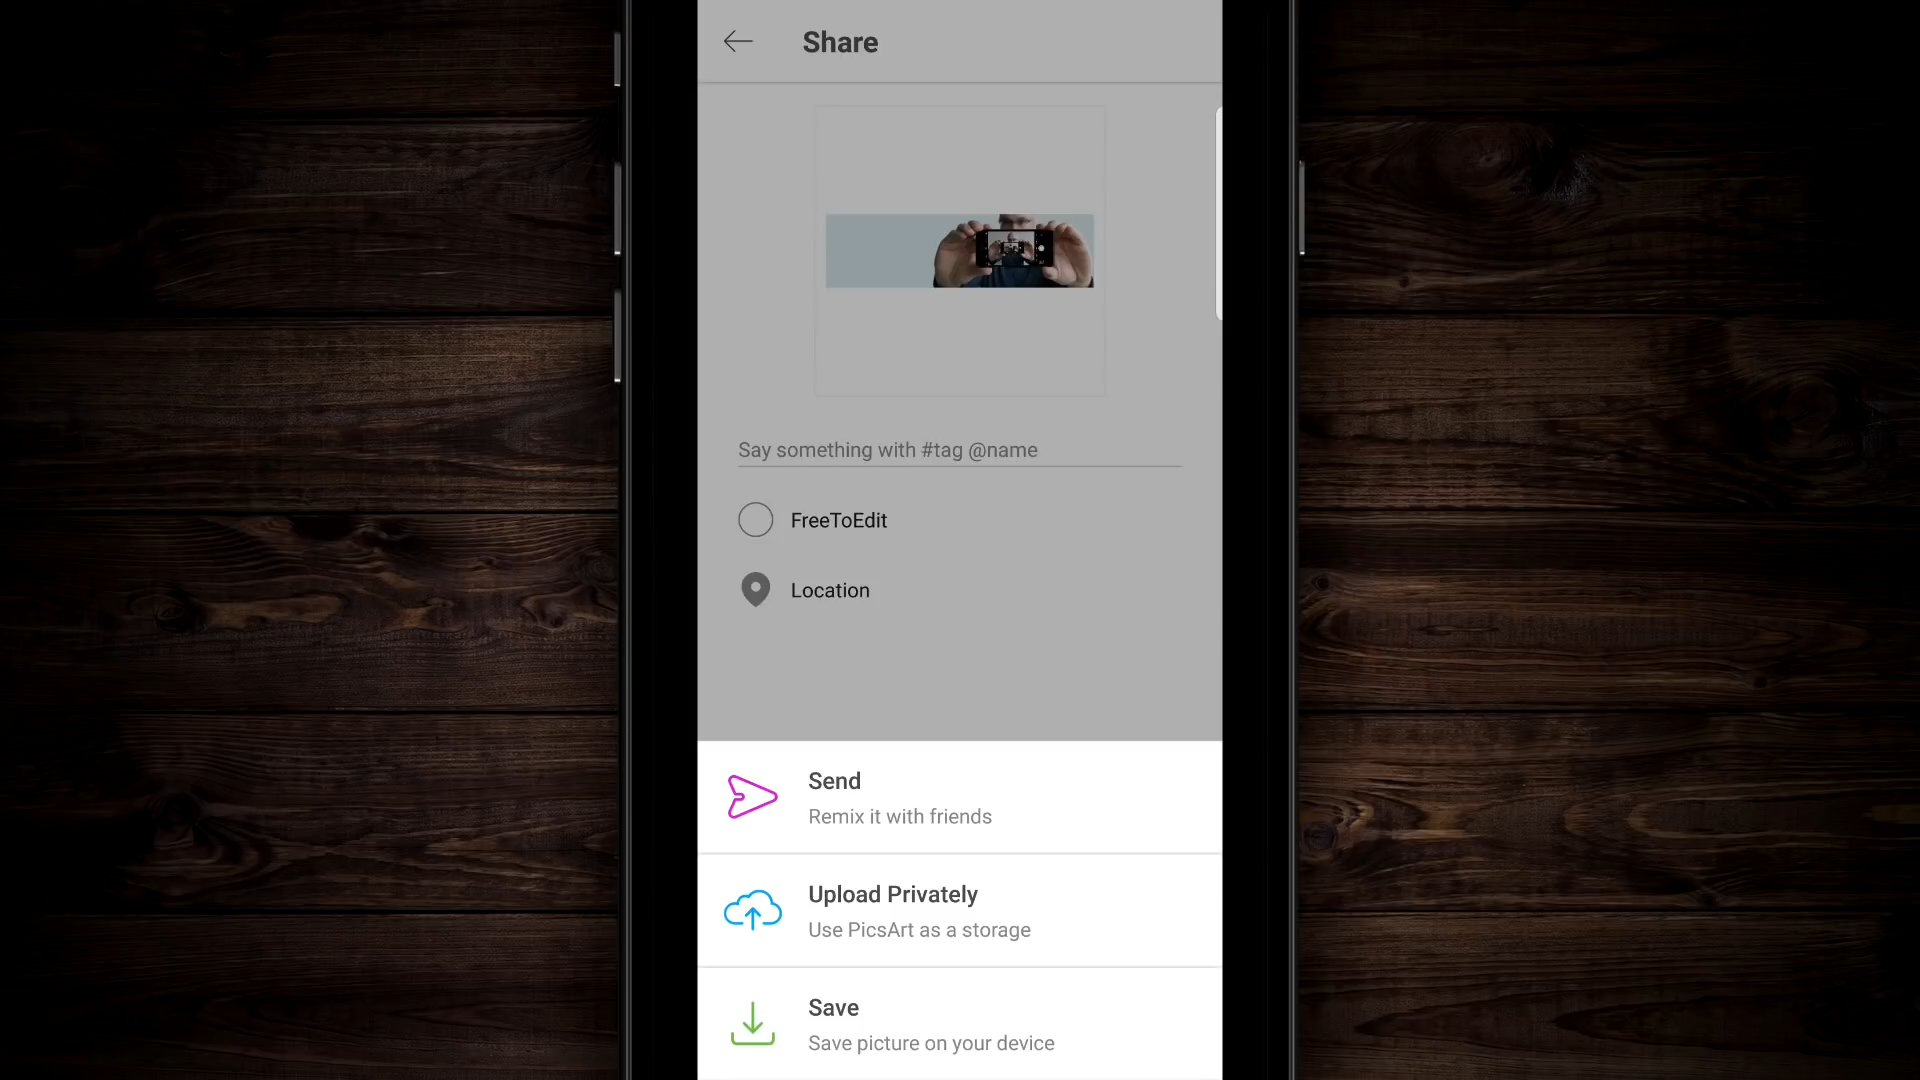 Share
Say something with #tag @name
FreeToEdit
Location
Send
Remix it with friends
Upload Privately
Use PicsArt as a storage
Save
Save picture on your device